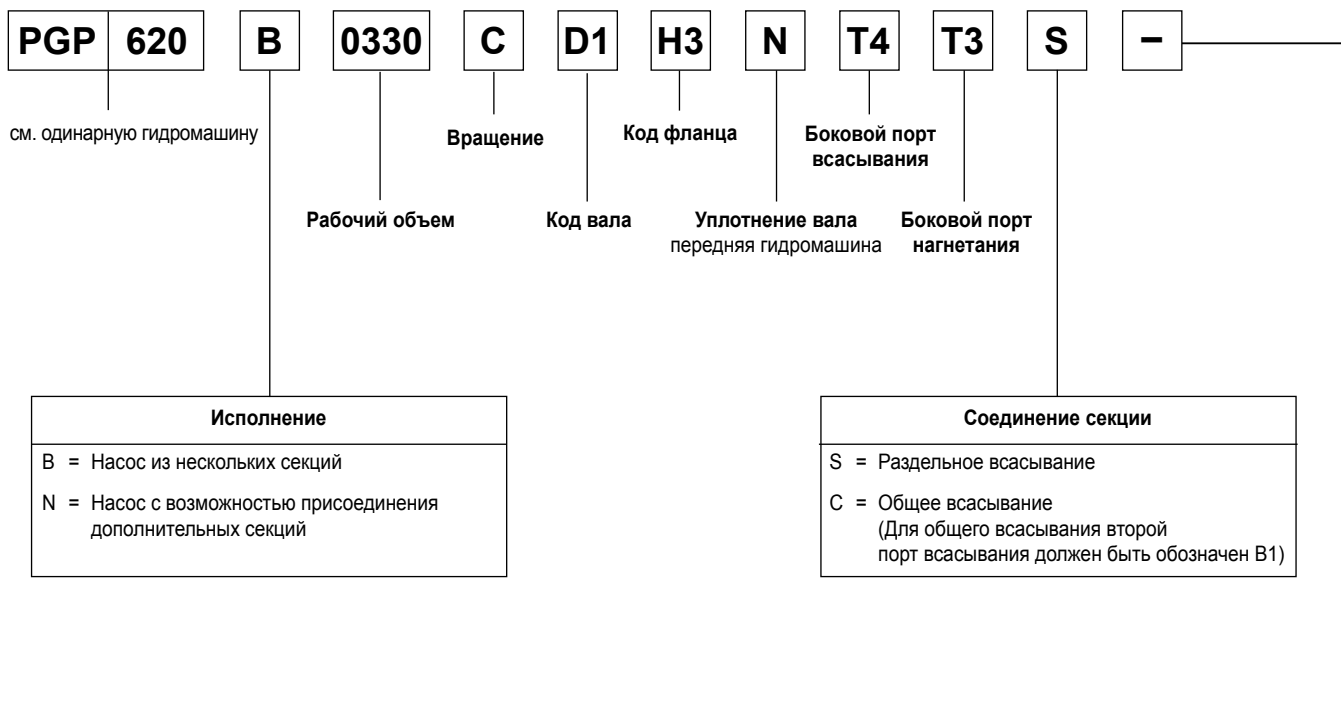 PGP 620 B 0330 C D1 H3 N T4 T3 S –
см. одинарную гидромашину
Вращение
Код фланца
Боковой порт
всасывания
Рабочий объем
Код вала
Уплотнение вала
передняя гидромашина
Боковой порт
нагнетания
Исполнение
B = Насос из нескольких секций
N = Насос с возможностью присоединения
дополнительных секций
Соединение секции
S = Раздельное всасывание
C = Общее всасывание
(Для общего всасывания второй
порт всасывания должен быть обозначен B1)